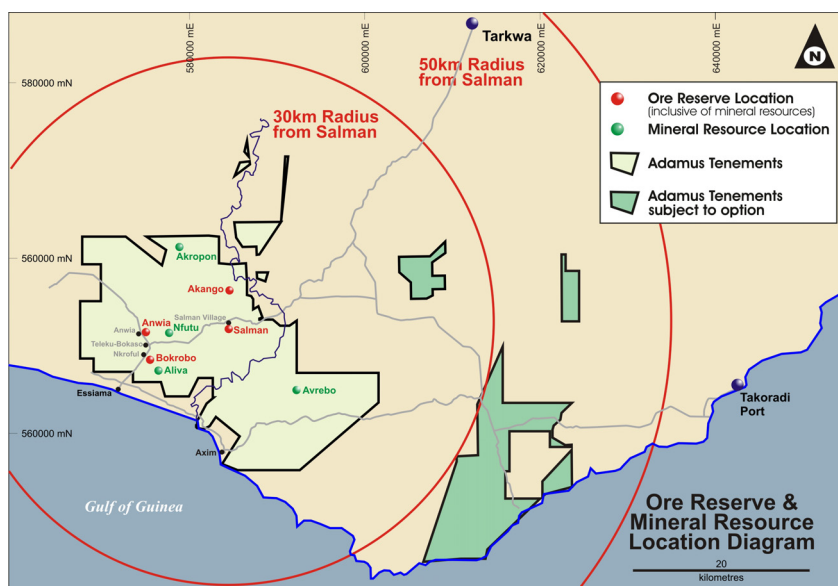 580000 mE
600000 mE
620000 mE
640000 mE
Tarkwa
N
580000 mN
50km Radius
from Salman
30km Radius
from Salman
Ore Reserve Location
(inclusive of mineral resources)
Mineral Resource Location
Adamus Tenements
Adamus Tenements
subject to option
560000 mN
Akropon
Akango
Salman Village
Anwia
Anwia
Nfutu
Salman
Teleku-Bokaso
Nkroful
Bokrobo
Aliva
Essiama
Avrebo
Takoradi
Port
560000 mN
Axim
Gulf of Guinea
Ore Reserve &
Mineral Resource
Location Diagram
20
kilometres